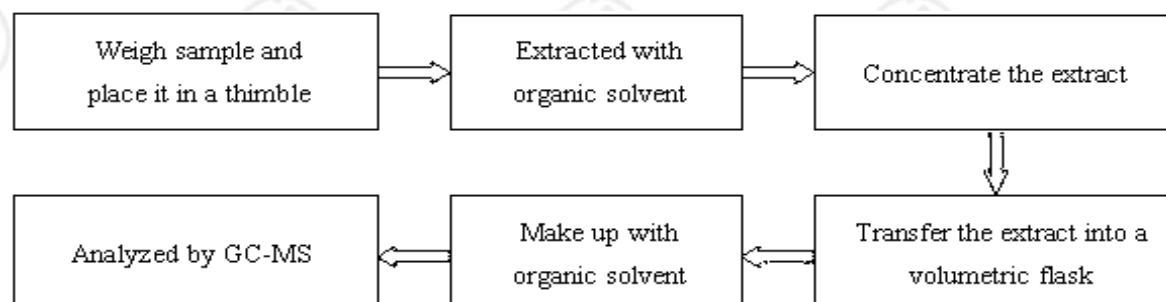 Weigh sample and
place it in a thimble
Extracted with
organic solvent
Concentrate the extract
Transfer the extract into a
volumetric flask
Make up with
organic solvent
Analyzed by GC-MS